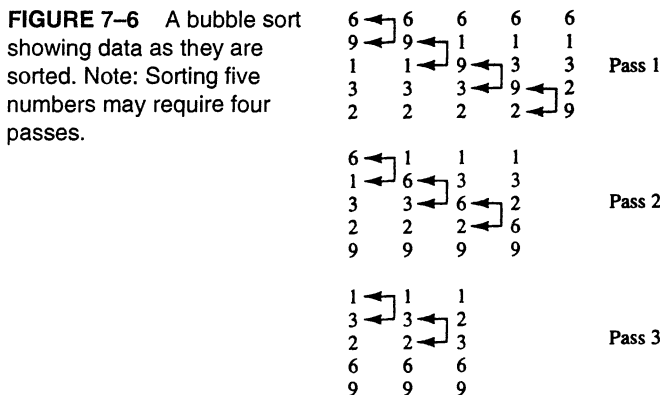 FIGURE 7–6 A bubble sort
showing data as they are
sorted. Note: Sorting five
numbers may require four
passes.
6 6 6 6 6
9 9 1 1 1
1 1 9 3 3 Pass 1
3 3 3 9 2
2 2 2 2 9
6 1 1 1
1 6 3 3
3 3 6 2 Pass 2
2 2 2 6
9 9 9 9
1 1 1
3 3 2
2 2 3 Pass 3
6 6 6
9 9 9